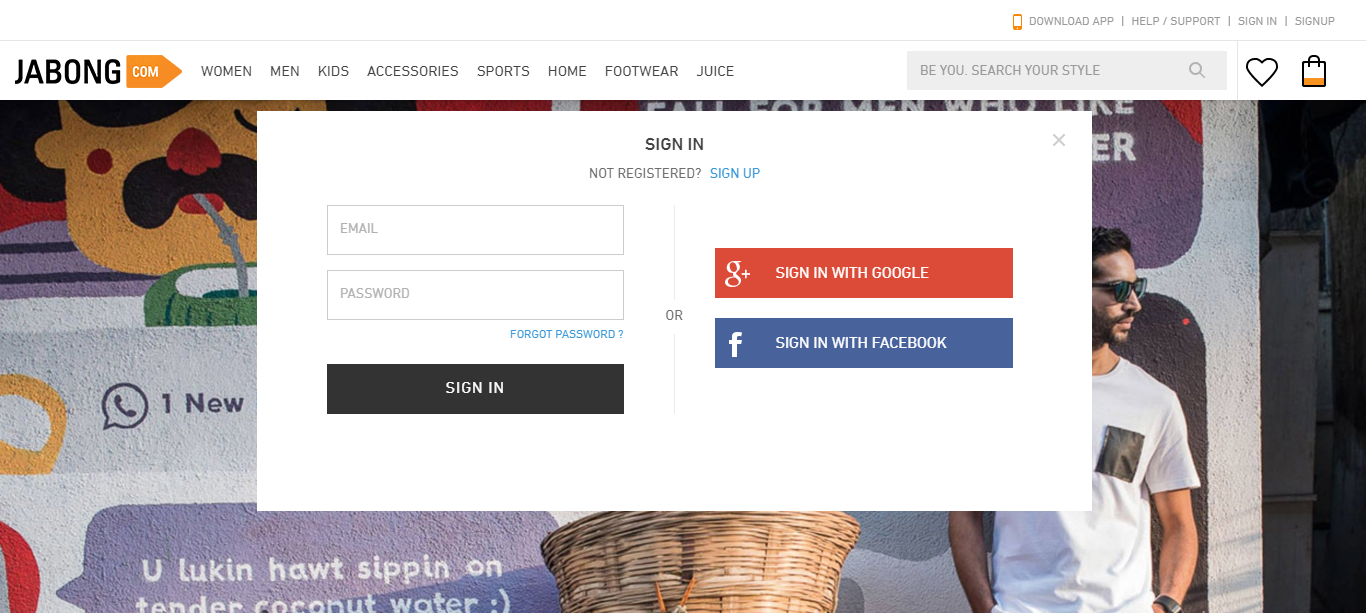 DOWNLOAD APP | HELP / SUPPORT | SIGN IN | SIGNUP
JABONG COM
WOMEN MEN KIDS ACCESSORIES SPORTS HOME FOOTWEAR JUICE
BE YOU. SEARCH YOUR STYLE
FALL FOR MEN WHO LIKE
ER
SIGN IN
NOT REGISTERED? SIGN UP
EMAIL
PASSWORD
FORGOT PASSWORD ?
SIGN IN
OR
g+ SIGN IN WITH GOOGLE
f SIGN IN WITH FACEBOOK
1 New
U lukin hawt sippin on
tender coconut water :)